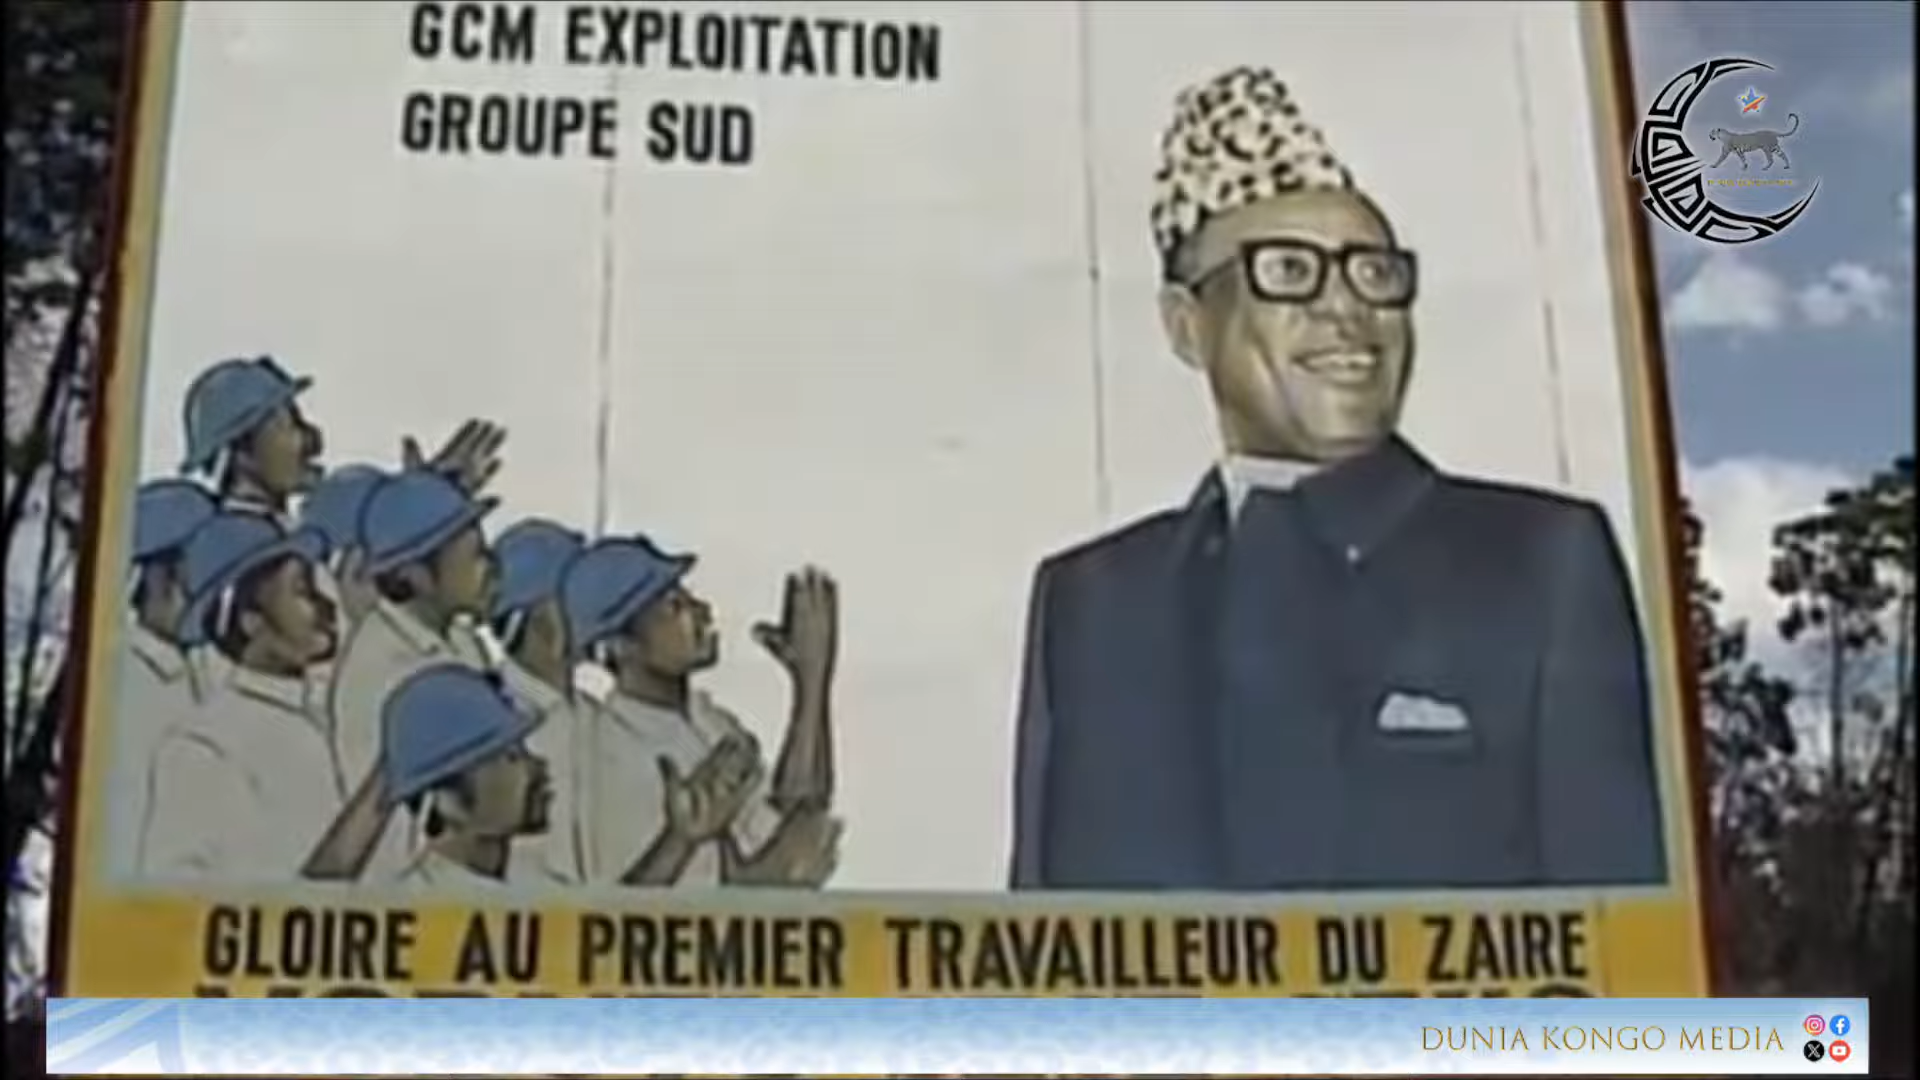 GCM EXPLOITATION
GROUPE SUD
GLOIRE AU PREMIER TRAVAILLEUR DU ZAIRE
DUNIA KONGO MEDIA